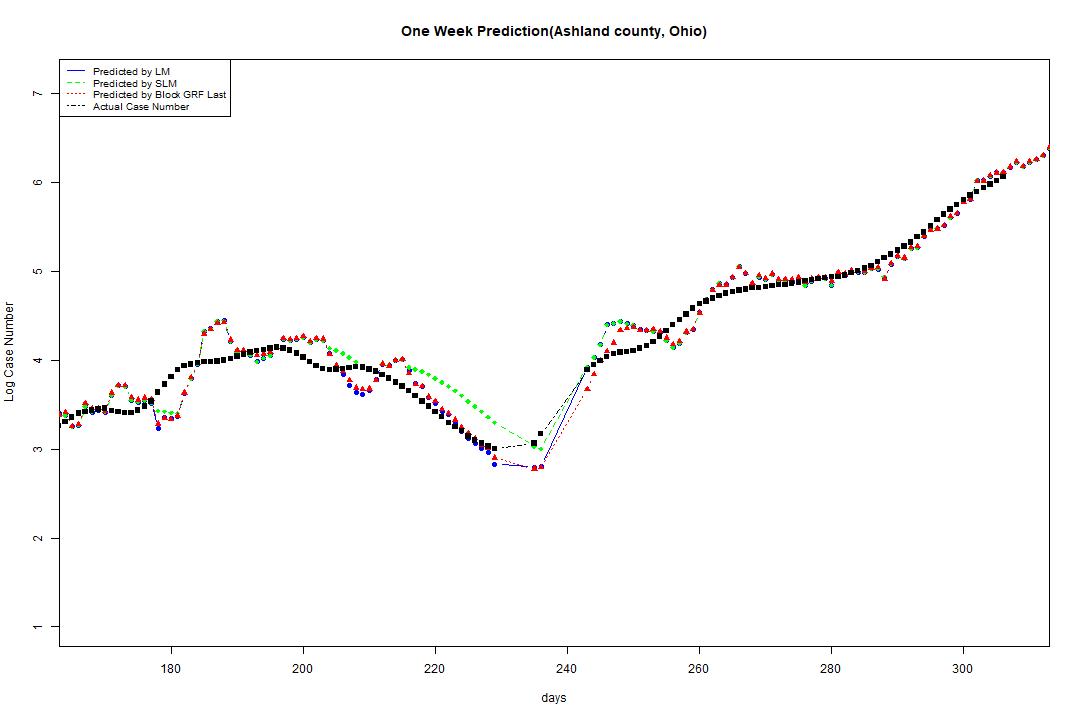 One Week Prediction(Ashland county, Ohio)
Predicted by LM
Predicted by SLM
Predicted by Block GRF Last
Actual Case Number
Log Case Number
7
6
5
4
3
2
1
180 200 220 240 260 280 300
days